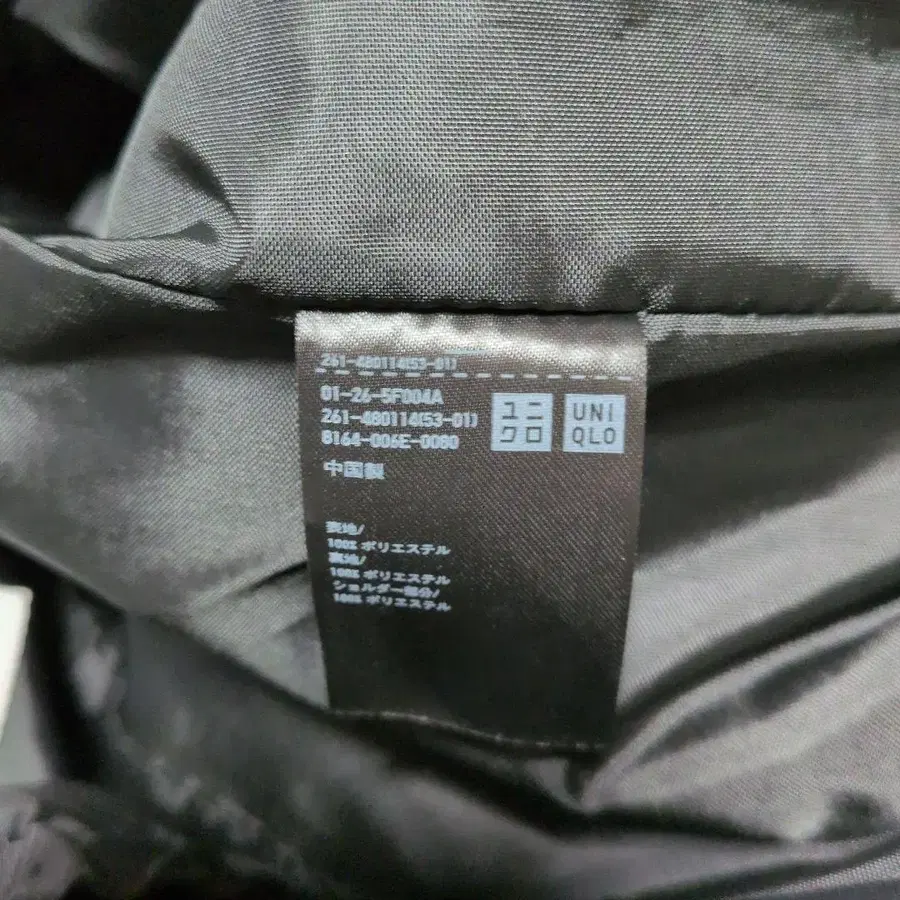 261-480114(53-01)
01-26-5F004A
261-480114(53-01)
8164-006E-0080
ユニ
クロ
UNI
QLO
中国製
表地/
100% ポリエステル
裏地/
100% ポリエステル
ショルダー部分/
100% ポリエステル